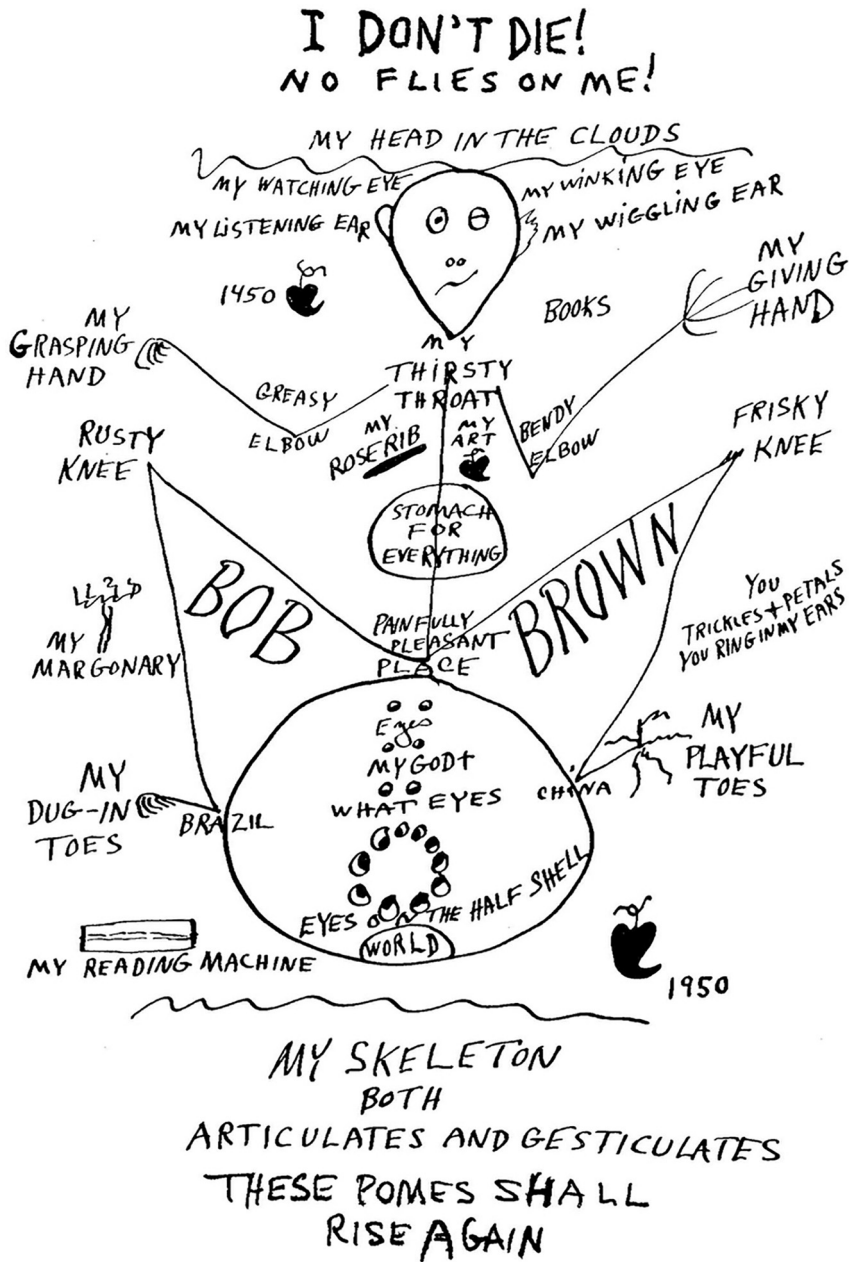 I DON'T DIE!
NO FLIES ON ME!
MY HEAD IN THE CLOUDS
MY WATCHING EYE
MY WINKING EYE
MY LISTENING EAR
MY WIGGLING EAR
1450
BOOKS
MY
GIVING
HAND
MY
GRASPING
HAND
MY
THIRSTY
THROAT
GREASY
ELBOW
MY
ROSE RIB
MY
ART
BENDY
ELBOW
RUSTY
KNEE
FRISKY
KNEE
STOMACH
FOR
EVERYTHING
BOB
BROWN
MY
MARGONARY
PAINFULLY
PLEASANT
PLACE
YOU
TRICKLES + PETALS
YOU RING IN MY EARS
Eyes
MY GOD +
WHAT EYES
MY
DUG-IN
TOES
BRAZIL
CHINA
MY
PLAYFUL
TOES
EYES
ON THE HALF SHELL
WORLD
MY READING MACHINE
1950
MY SKELETON
BOTH
ARTICULATES AND GESTICULATES
THESE POMES SHALL
RISE AGAIN